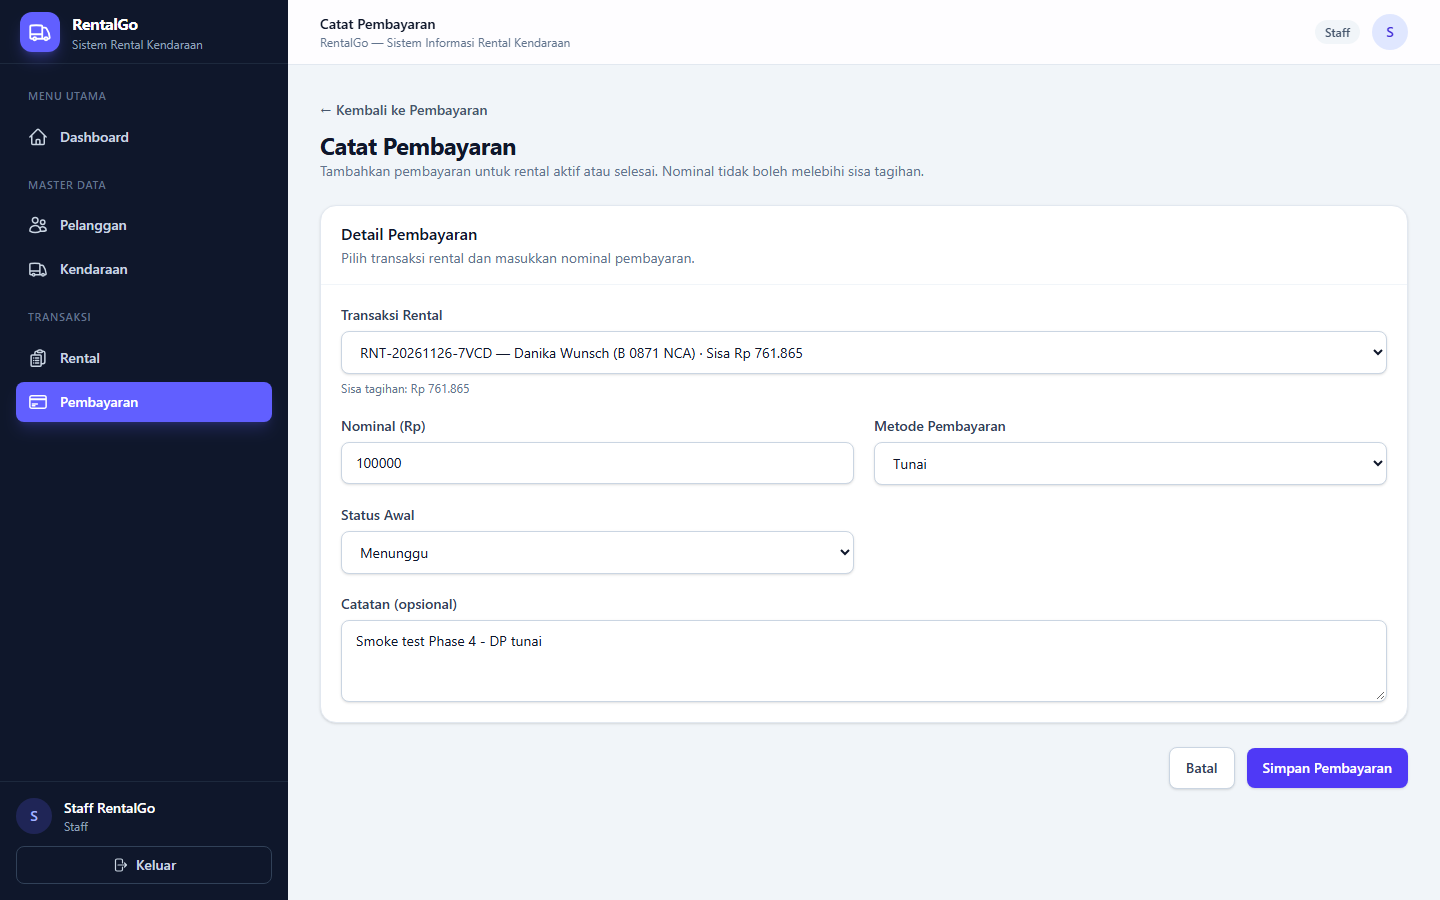 RentalGo
Sistem Rental Kendaraan
MENU UTAMA
Dashboard
MASTER DATA
Pelanggan
Kendaraan
TRANSAKSI
Rental
Pembayaran
S
Staff RentalGo
Staff
Keluar
Catat Pembayaran
RentalGo — Sistem Informasi Rental Kendaraan
Staff
S
← Kembali ke Pembayaran
Catat Pembayaran
Tambahkan pembayaran untuk rental aktif atau selesai. Nominal tidak boleh melebihi sisa tagihan.
Detail Pembayaran
Pilih transaksi rental dan masukkan nominal pembayaran.
Transaksi Rental
RNT-20261126-7VCD — Danika Wunsch (B 0871 NCA) · Sisa Rp 761.865
Sisa tagihan: Rp 761.865
Nominal (Rp)
100000
Metode Pembayaran
Tunai
Status Awal
Menunggu
Catatan (opsional)
Smoke test Phase 4 - DP tunai
Batal
Simpan Pembayaran